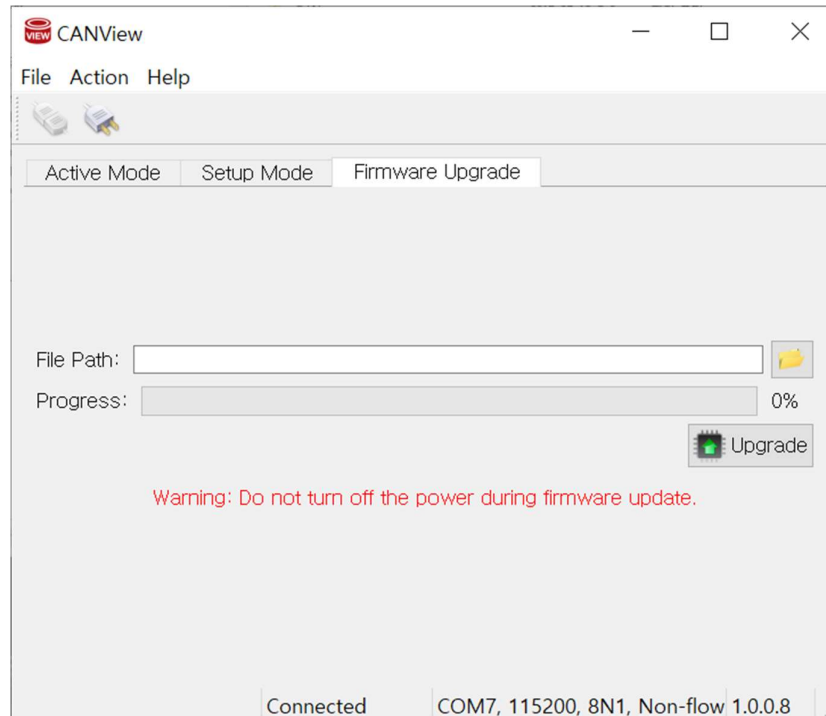 VIEW CANView
File Action Help
Active Mode Setup Mode Firmware Upgrade
File Path:
Progress: 0%
Upgrade
Warning: Do not turn off the power during firmware update.
Connected COM7, 115200, 8N1, Non-flow 1.0.0.8